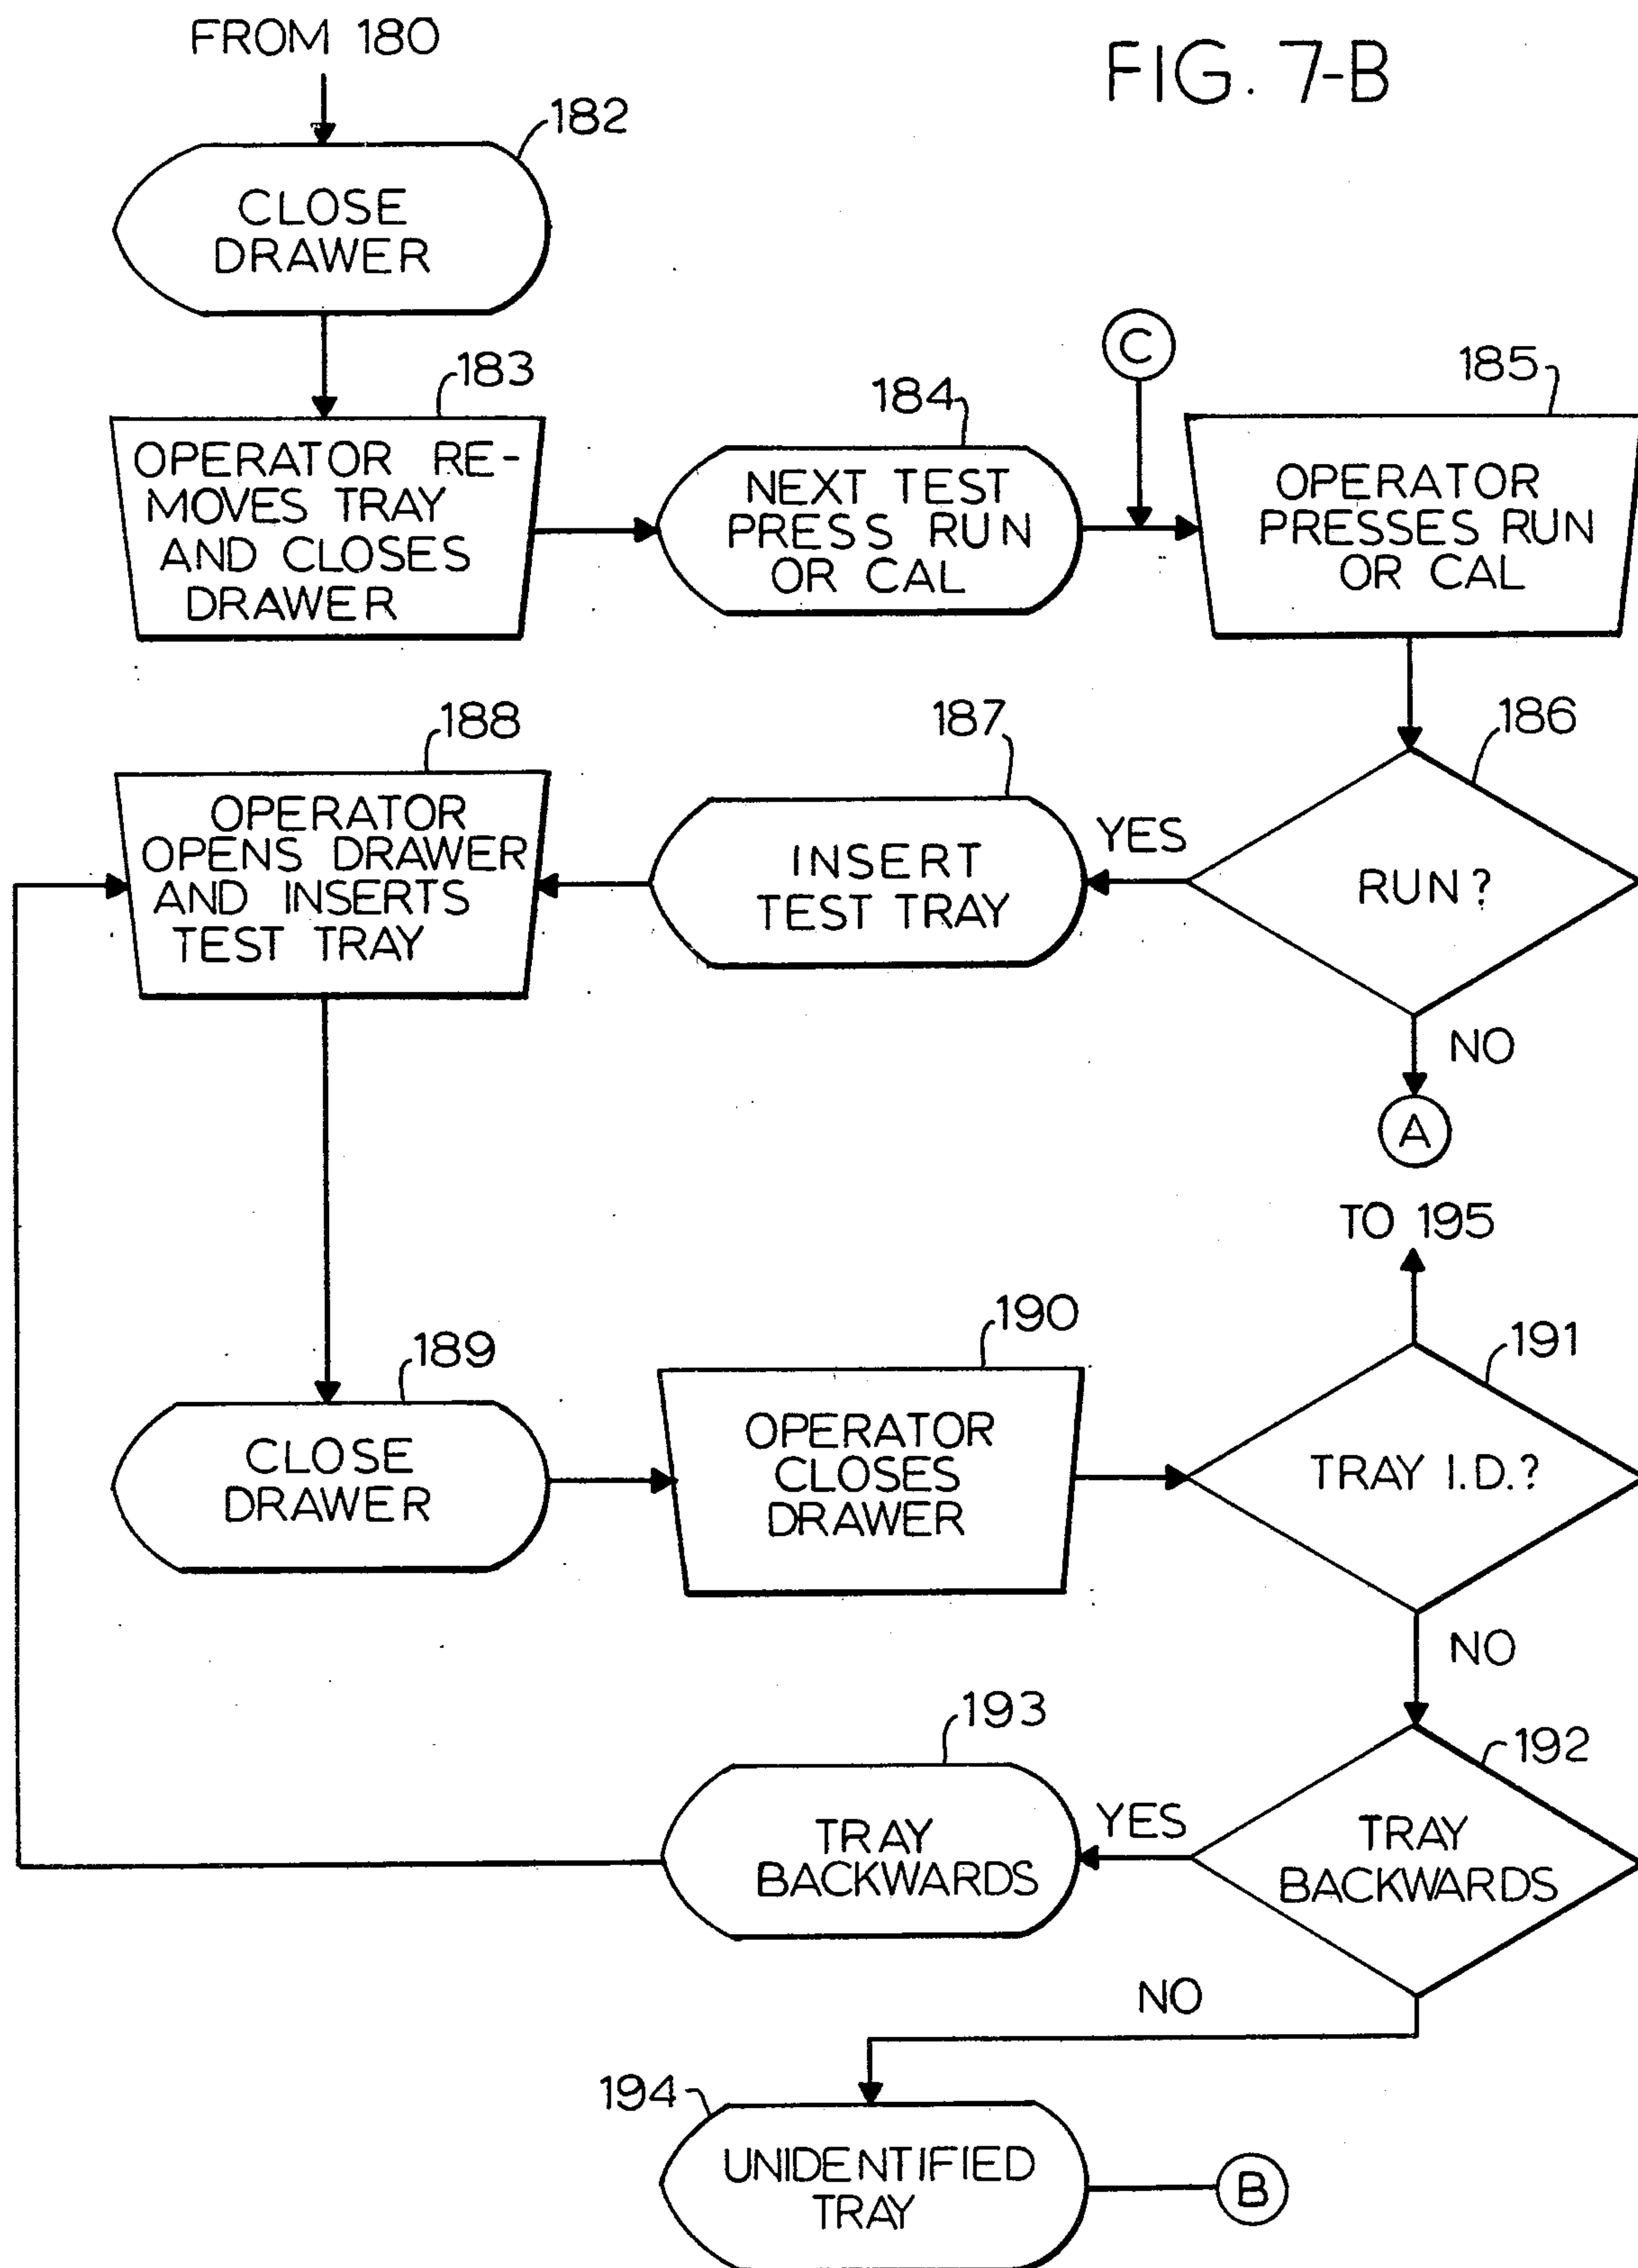 FROM 180
FIG. 7-B
182
CLOSE
DRAWER
183
OPERATOR RE-
MOVES TRAY
AND CLOSES
DRAWER
184
NEXT TEST
PRESS RUN
OR CAL
C
185
OPERATOR
PRESSES RUN
OR CAL
186
RUN?
YES
NO
A
187
INSERT
TEST TRAY
188
OPERATOR
OPENS DRAWER
AND INSERTS
TEST TRAY
189
CLOSE
DRAWER
190
OPERATOR
CLOSES
DRAWER
TO 195
191
TRAY I.D.?
NO
192
TRAY
BACKWARDS
YES
193
TRAY
BACKWARDS
NO
194
UNIDENTIFIED
TRAY
B